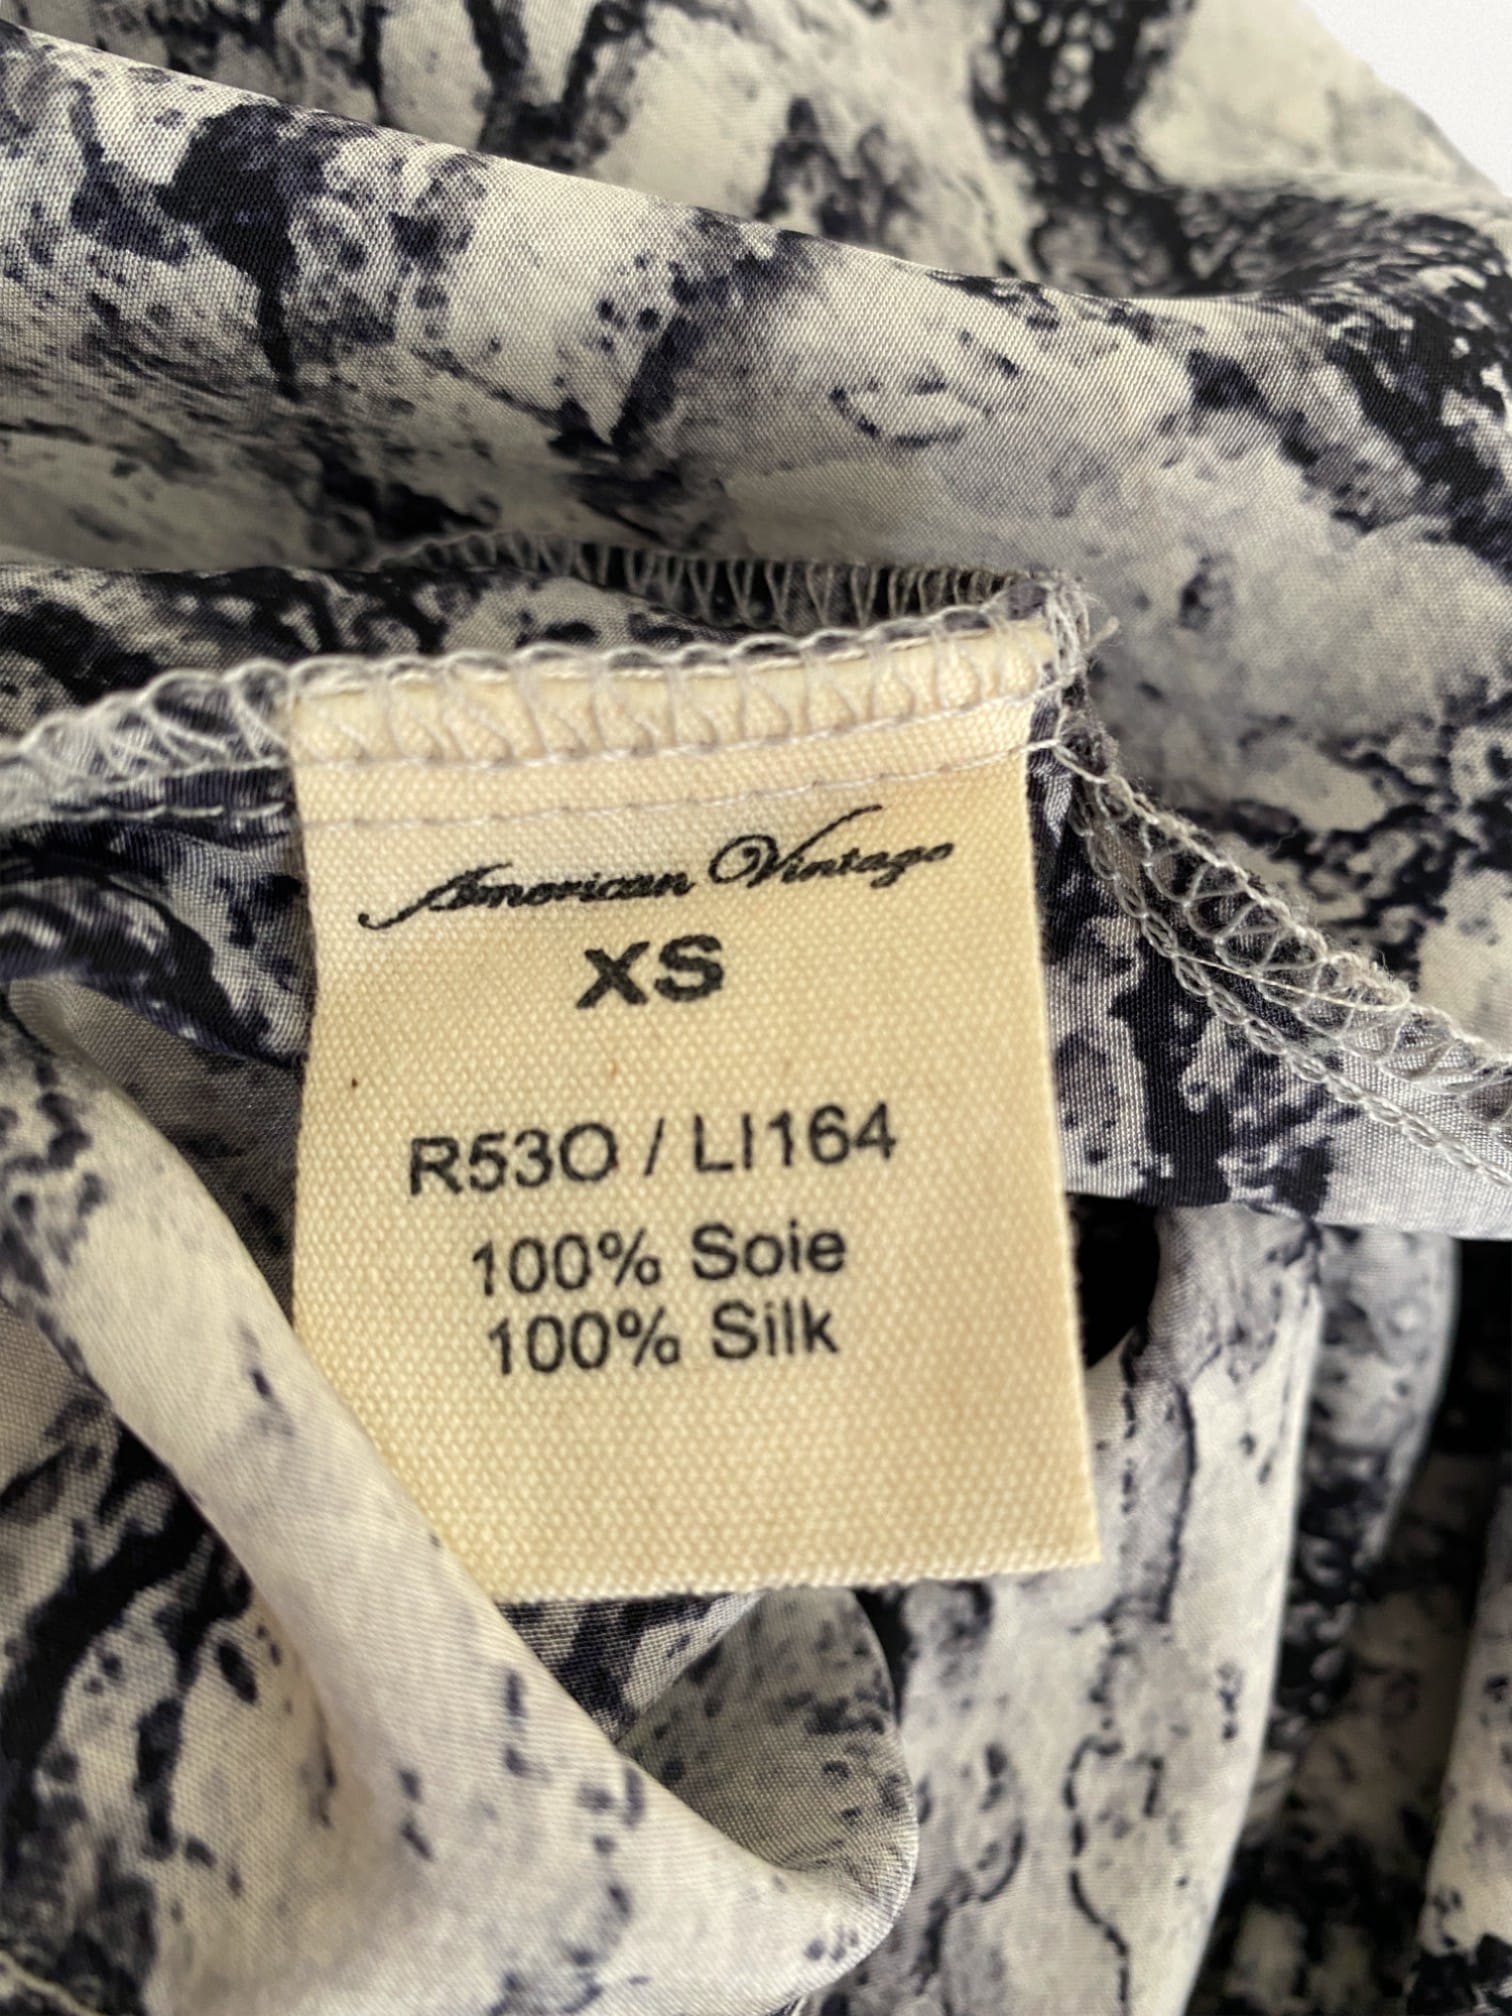 American Vintage
XS
R53O / LI164
100% Soie
100% Silk